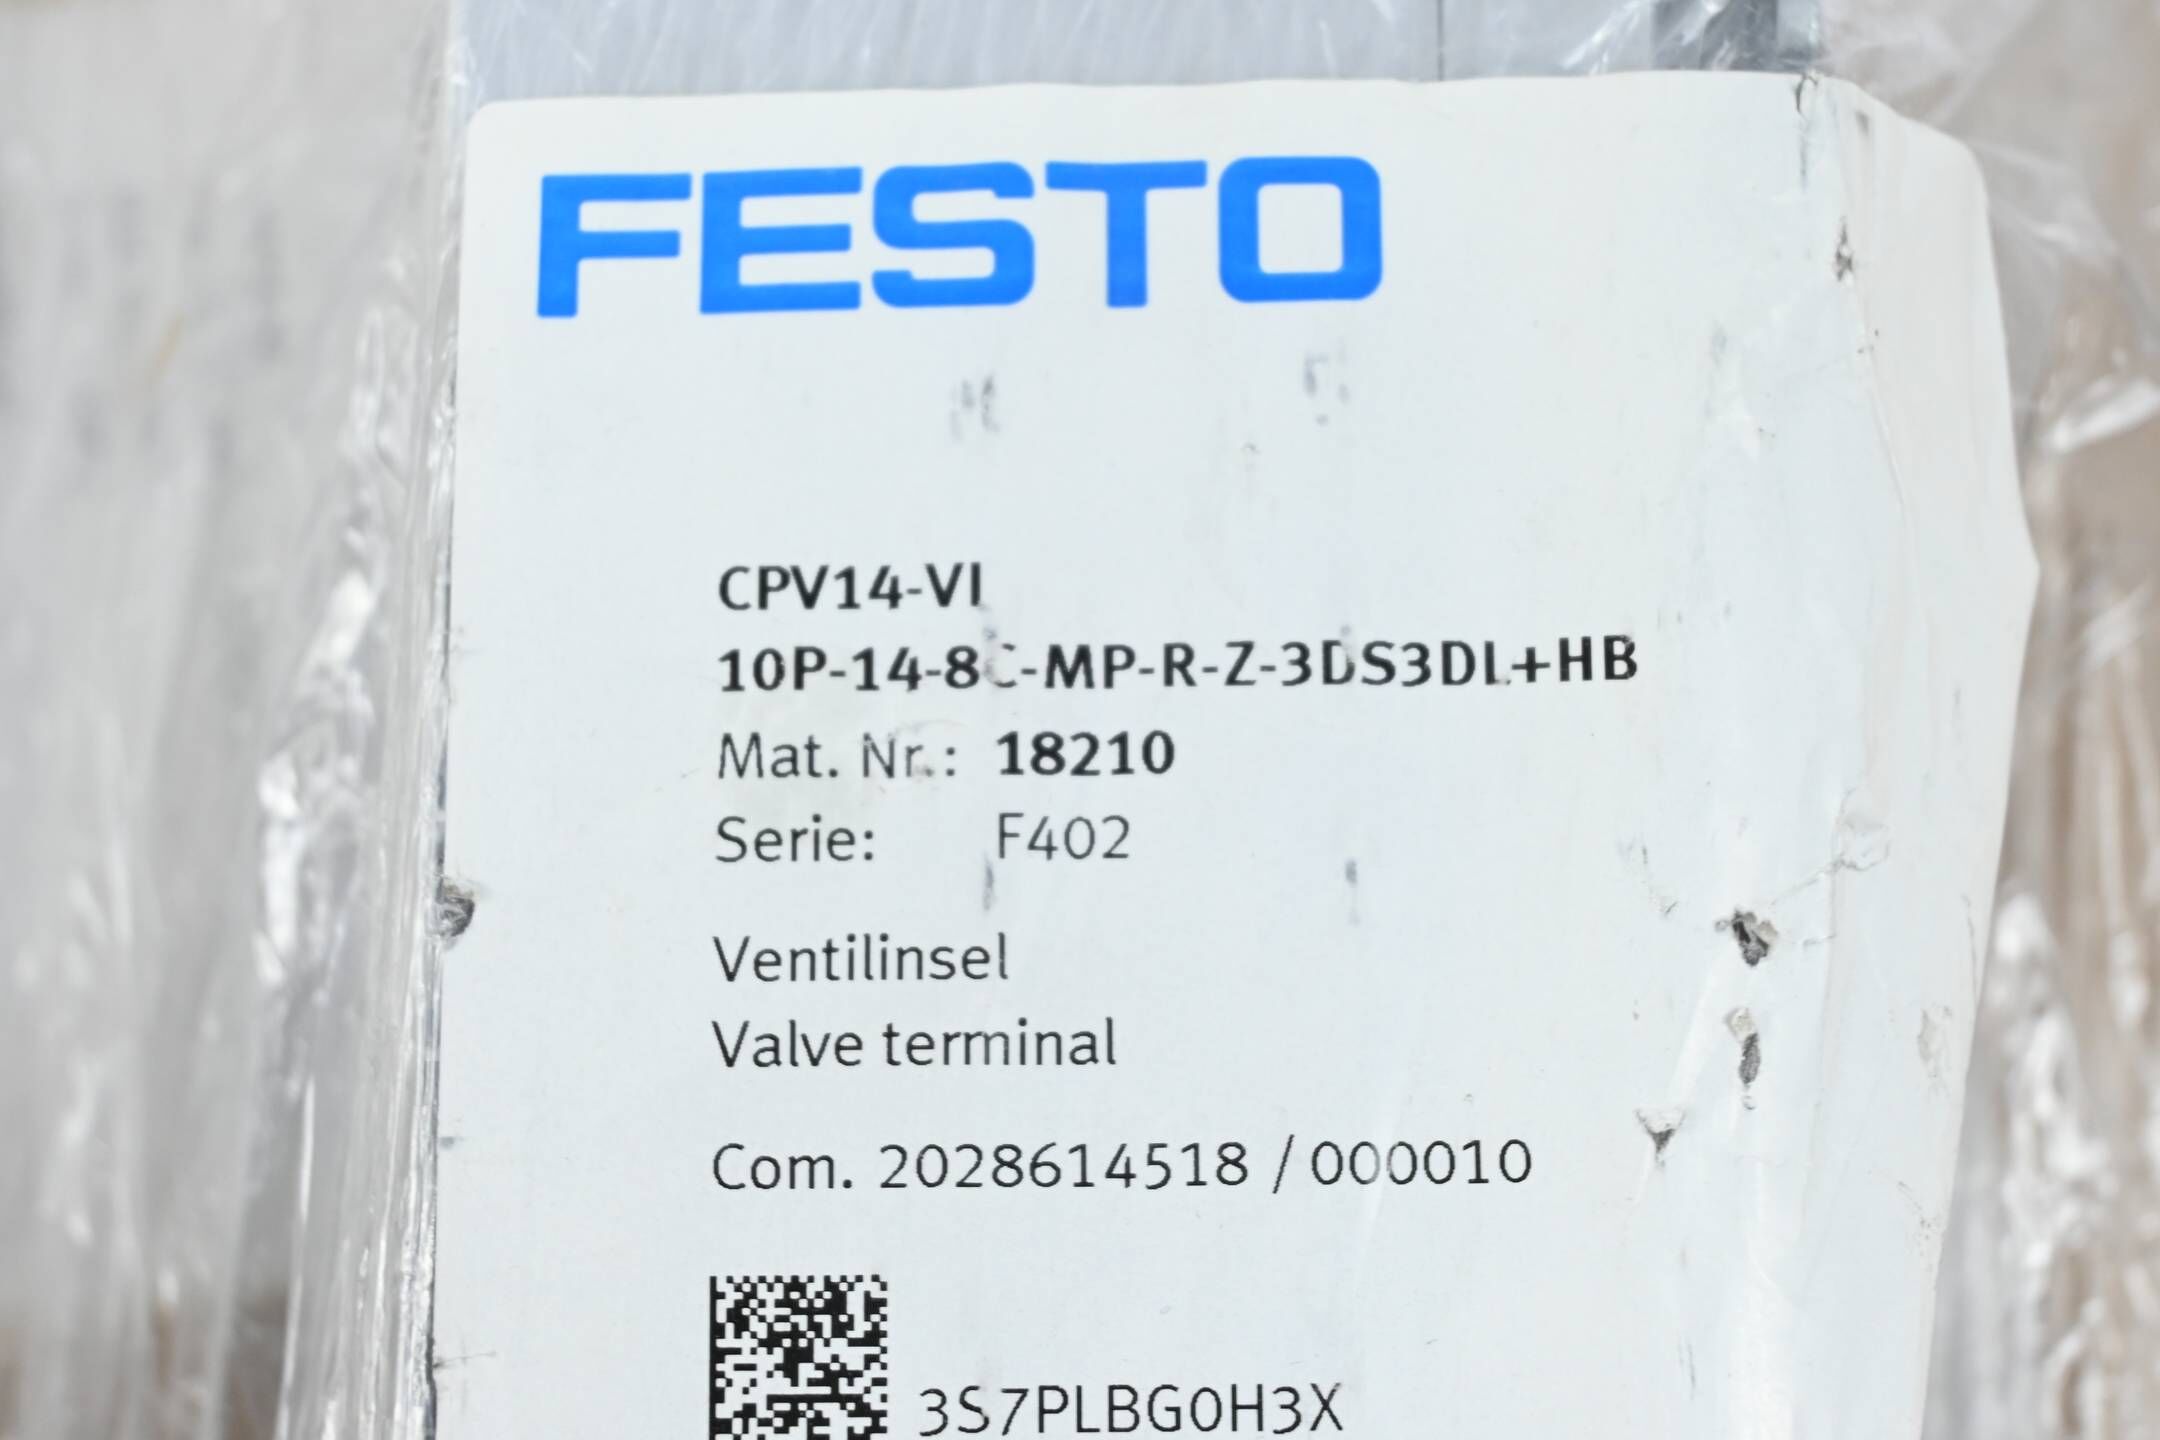 FESTO
CPV14-VI
10P-14-8C-MP-R-Z-3DS3DL+HB
Mat. Nr.: 18210
Serie: F402
Ventilinsel
Valve terminal
Com. 2028614518 / 000010
3S7PLBG0H3X